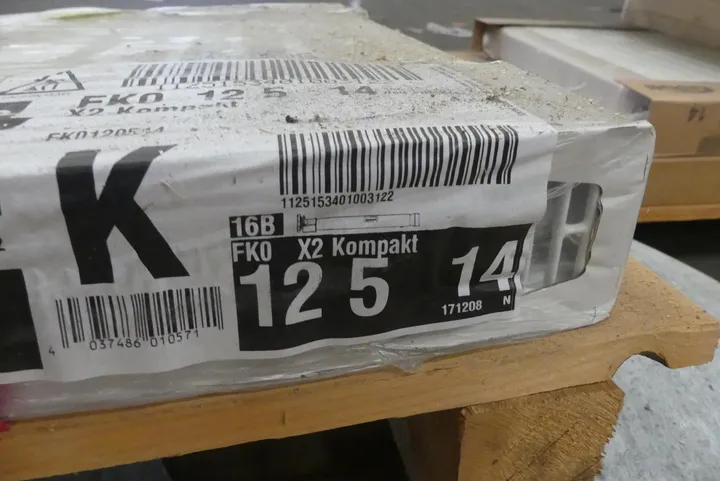 FK0 12 5 14
X2 Kompakt
FK0120514
K
1125153401003122
16B
FK0 X2 Kompakt
12 5 14
171208 N
4 037486 010571
14